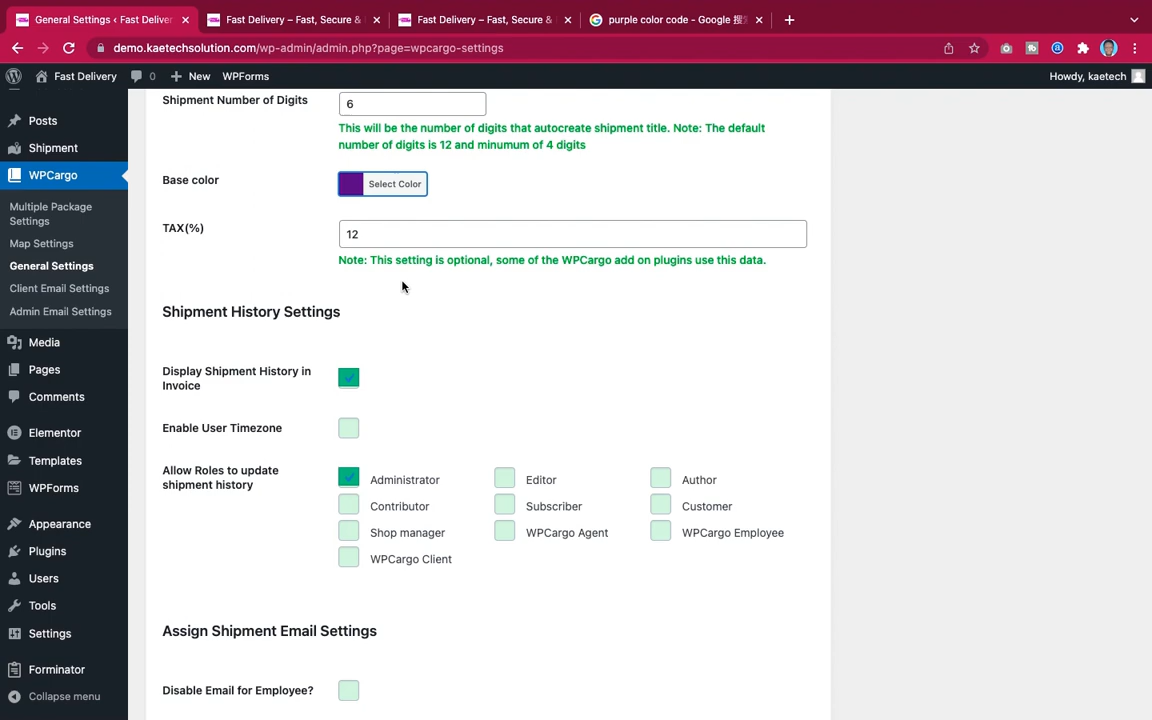 General Settings ‹ Fast Deliver
Fast Delivery – Fast, Secure &
Fast Delivery – Fast, Secure &
purple color code - Google 搜
demo.kaetechsolution.com/wp-admin/admin.php?page=wpcargo-settings
Fast Delivery
0
New
WPForms
Howdy, kaetech
Posts
Shipment
WPCargo
Multiple Package
Settings
Map Settings
General Settings
Client Email Settings
Admin Email Settings
Media
Pages
Comments
Elementor
Templates
WPForms
Appearance
Plugins
Users
Tools
Settings
Forminator
Collapse menu
Shipment Number of Digits
6
This will be the number of digits that autocreate shipment title. Note: The default
number of digits is 12 and minumum of 4 digits
Base color
Select Color
TAX(%)
12
Note: This setting is optional, some of the WPCargo add on plugins use this data.
Shipment History Settings
Display Shipment History in
Invoice
Enable User Timezone
Allow Roles to update
shipment history
Administrator
Editor
Author
Contributor
Subscriber
Customer
Shop manager
WPCargo Agent
WPCargo Employee
WPCargo Client
Assign Shipment Email Settings
Disable Email for Employee?